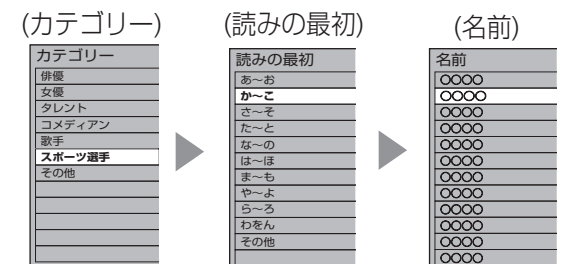 (カテゴリー)
カテゴリー
俳優
女優
タレント
コメディアン
歌手
スポーツ選手
その他
(読みの最初)
読みの最初
あ〜お
か〜こ
さ〜そ
た〜と
な〜の
は〜ほ
ま〜も
や〜よ
ら〜ろ
わをん
その他
(名前)
名前
○○○○
○○○○
○○○○
○○○○
○○○○
○○○○
○○○○
○○○○
○○○○
○○○○
○○○○
○○○○